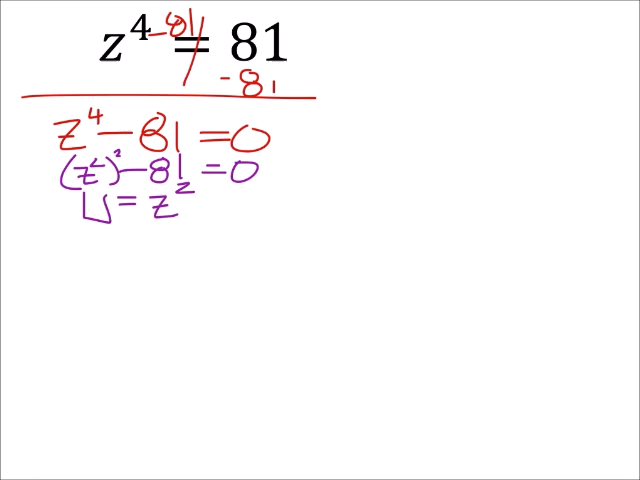 z⁴ -81 = 81
-81
z⁴ - 81 = 0
(z²)² - 81 = 0
u = z²